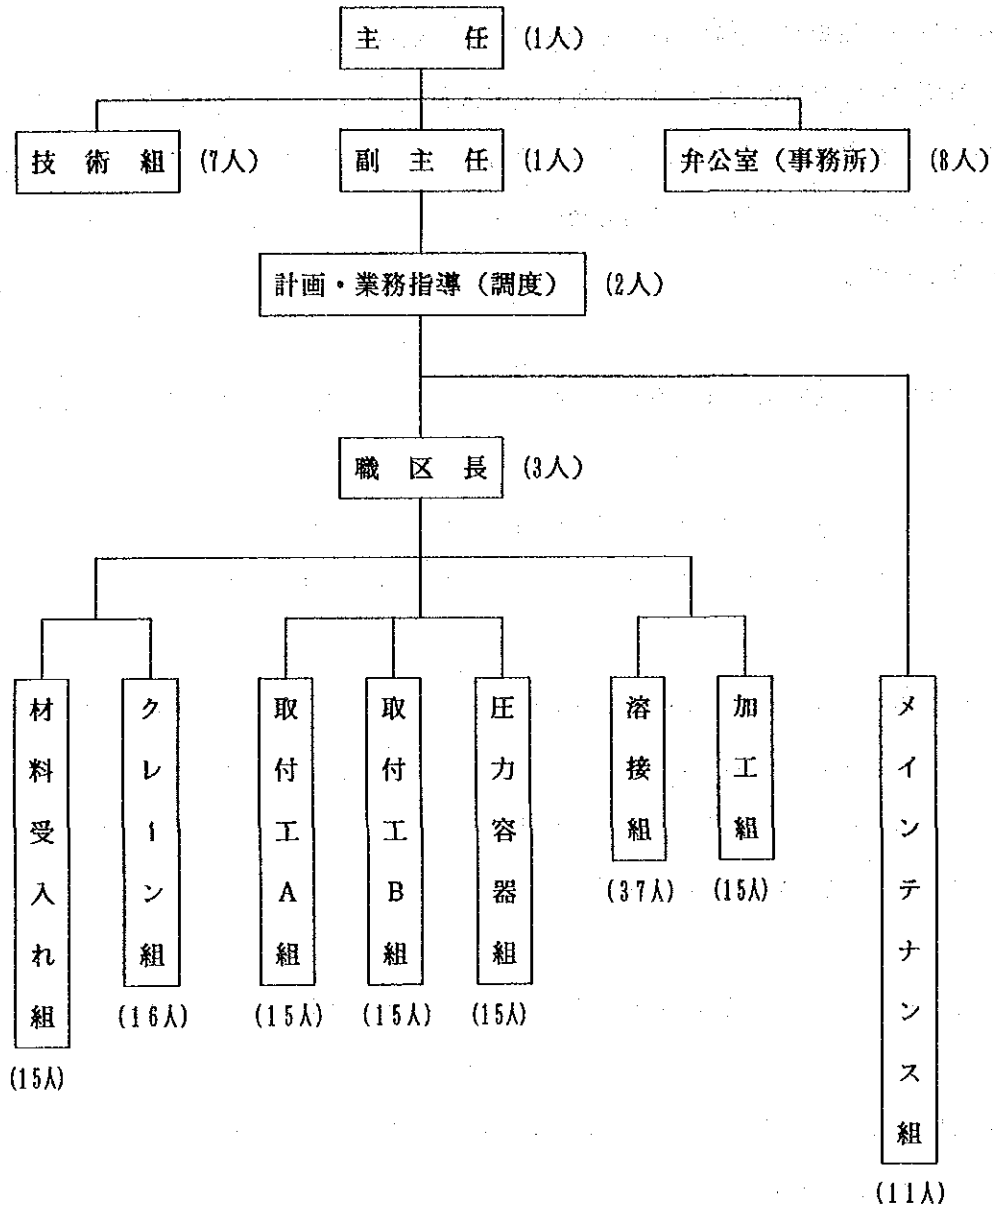 主任 (1人)
技術組 (7人)
副主任 (1人)
弁公室(事務所) (8人)
計画・業務指導(調度) (2人)
職区長 (3人)
材料受入れ組
(15人)
クレーン組
(16人)
取付工A組
(15人)
取付工B組
(15人)
圧力容器組
(15人)
溶接組
(37人)
加工組
(15人)
メインテナンス組
(11人)